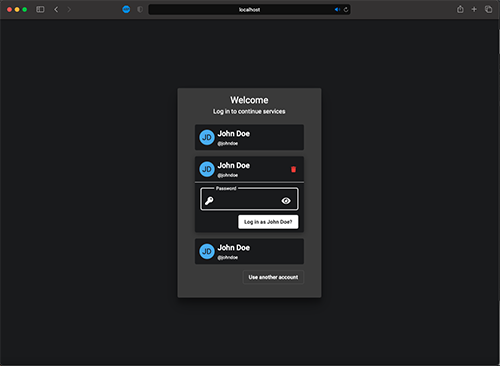 localhost
Welcome
Log in to continue services
JD
John Doe
@johndoe
JD
John Doe
@johndoe
Password
Log in as John Doe?
JD
John Doe
@johndoe
Use another account